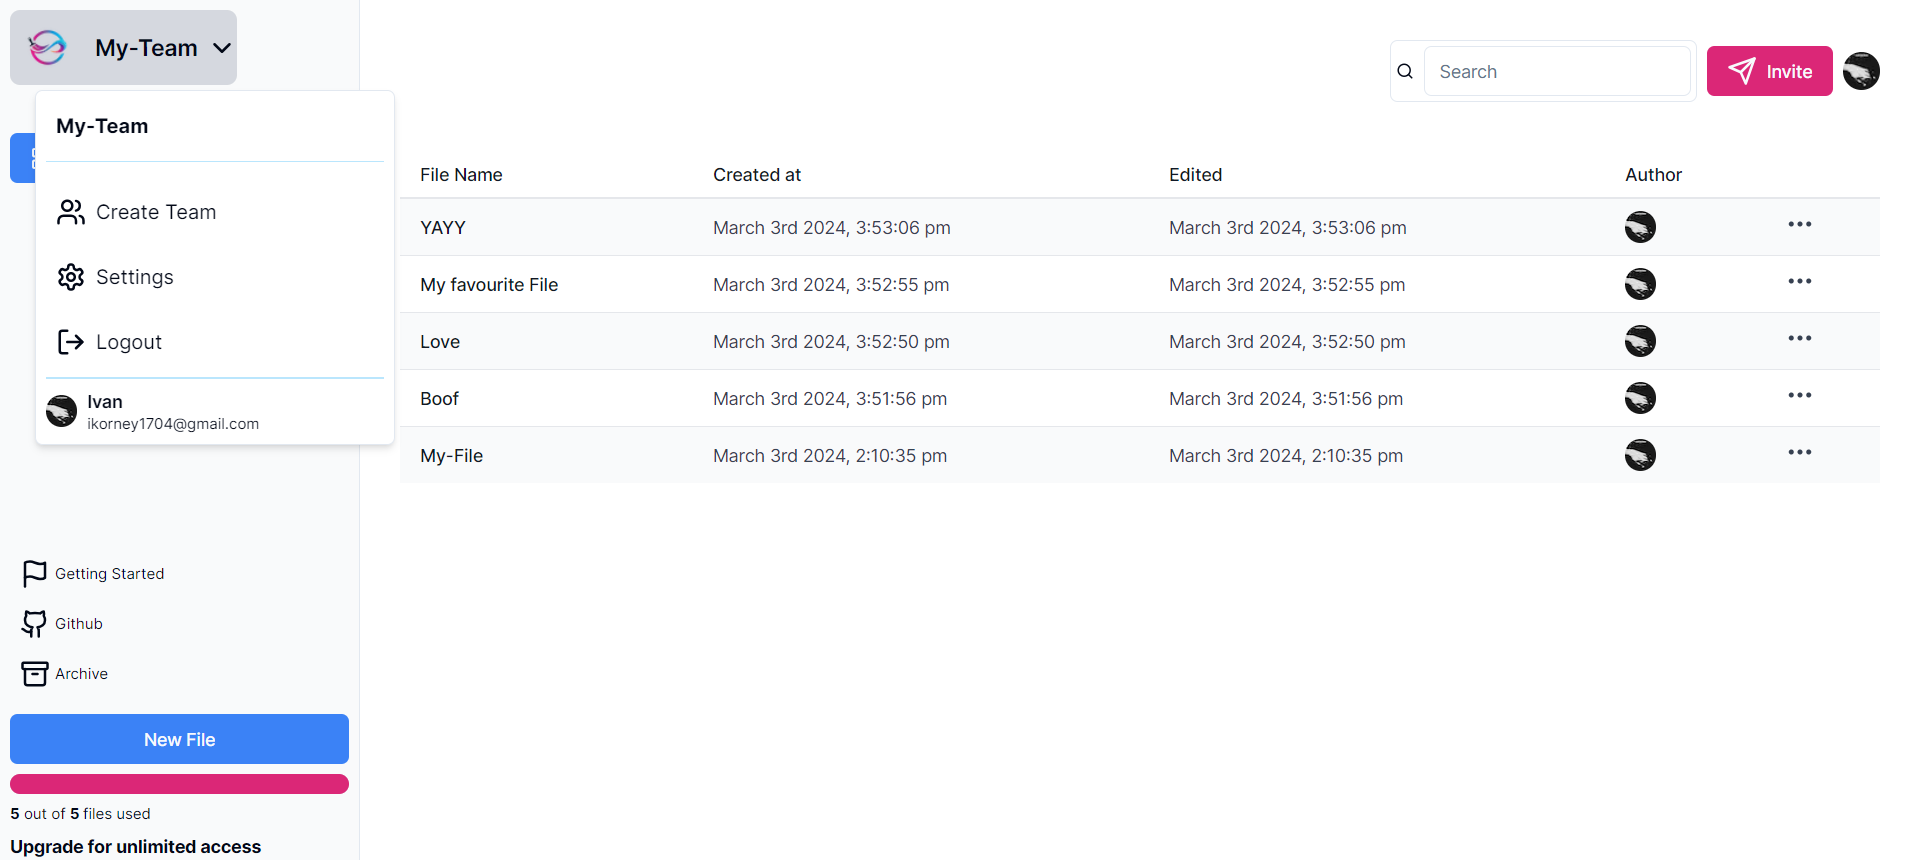 My-Team
Search
Invite
My-Team
Create Team
Settings
Logout
Ivan
ikorney1704@gmail.com
File Name Created at Edited Author
YAYY March 3rd 2024, 3:53:06 pm March 3rd 2024, 3:53:06 pm
My favourite File March 3rd 2024, 3:52:55 pm March 3rd 2024, 3:52:55 pm
Love March 3rd 2024, 3:52:50 pm March 3rd 2024, 3:52:50 pm
Boof March 3rd 2024, 3:51:56 pm March 3rd 2024, 3:51:56 pm
My-File March 3rd 2024, 2:10:35 pm March 3rd 2024, 2:10:35 pm
Getting Started
Github
Archive
New File
5 out of 5 files used
Upgrade for unlimited access